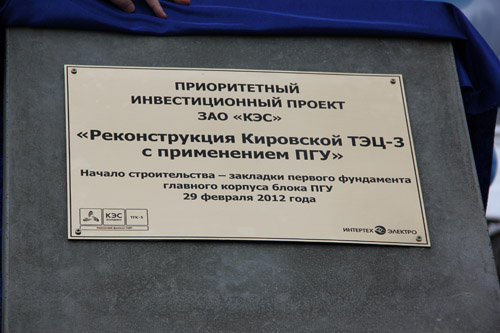 ПРИОРИТЕТНЫЙ
ИНВЕСТИЦИОННЫЙ ПРОЕКТ
ЗАО «КЭС»
«Реконструкция Кировской ТЭЦ-3
с применением ПГУ»
Начало строительства – закладки первого фундамента
главного корпуса блока ПГУ
29 февраля 2012 года
КЭС ТГК-5
ИНТЕРТЕХ ЭЛЕКТРО